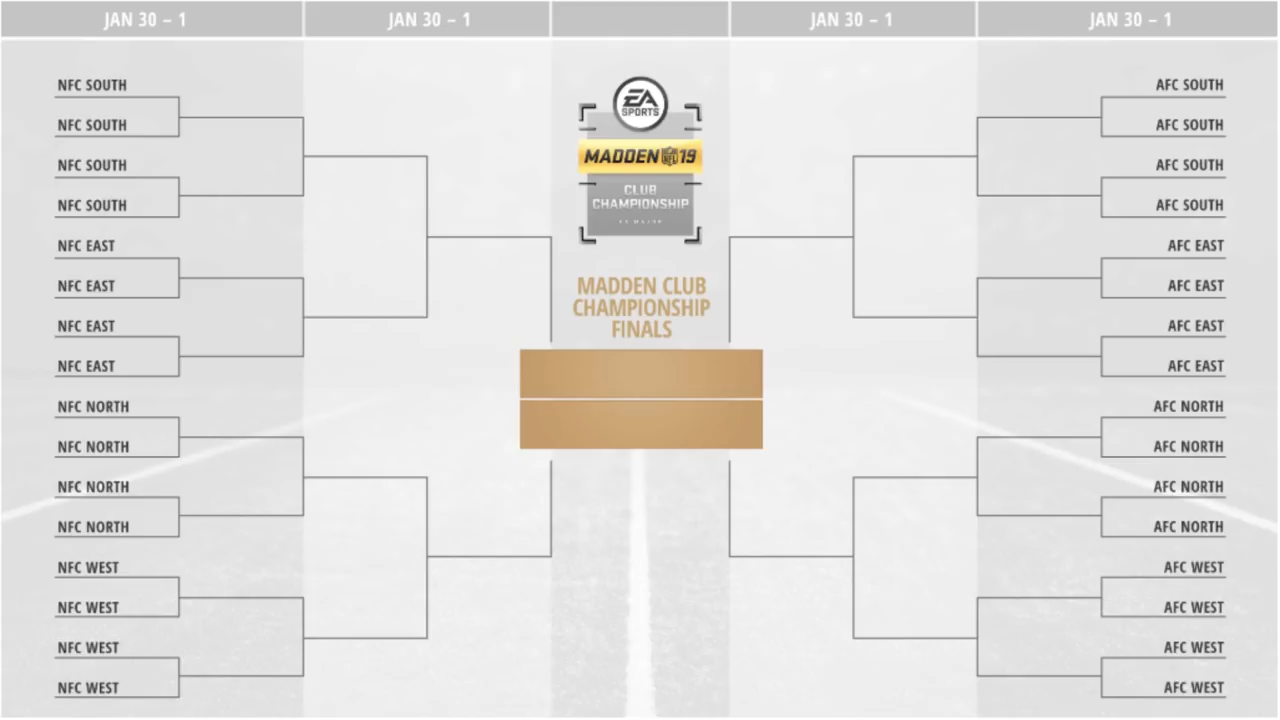 JAN 30 – 1
JAN 30 – 1
JAN 30 – 1
JAN 30 – 1
NFC SOUTH
NFC SOUTH
NFC SOUTH
NFC SOUTH
NFC EAST
NFC EAST
NFC EAST
NFC EAST
NFC NORTH
NFC NORTH
NFC NORTH
NFC NORTH
NFC WEST
NFC WEST
NFC WEST
NFC WEST
EA
SPORTS
MADDEN NFL 19
CLUB
CHAMPIONSHIP
MADDEN CLUB
CHAMPIONSHIP
FINALS
AFC SOUTH
AFC SOUTH
AFC SOUTH
AFC SOUTH
AFC EAST
AFC EAST
AFC EAST
AFC EAST
AFC NORTH
AFC NORTH
AFC NORTH
AFC NORTH
AFC WEST
AFC WEST
AFC WEST
AFC WEST